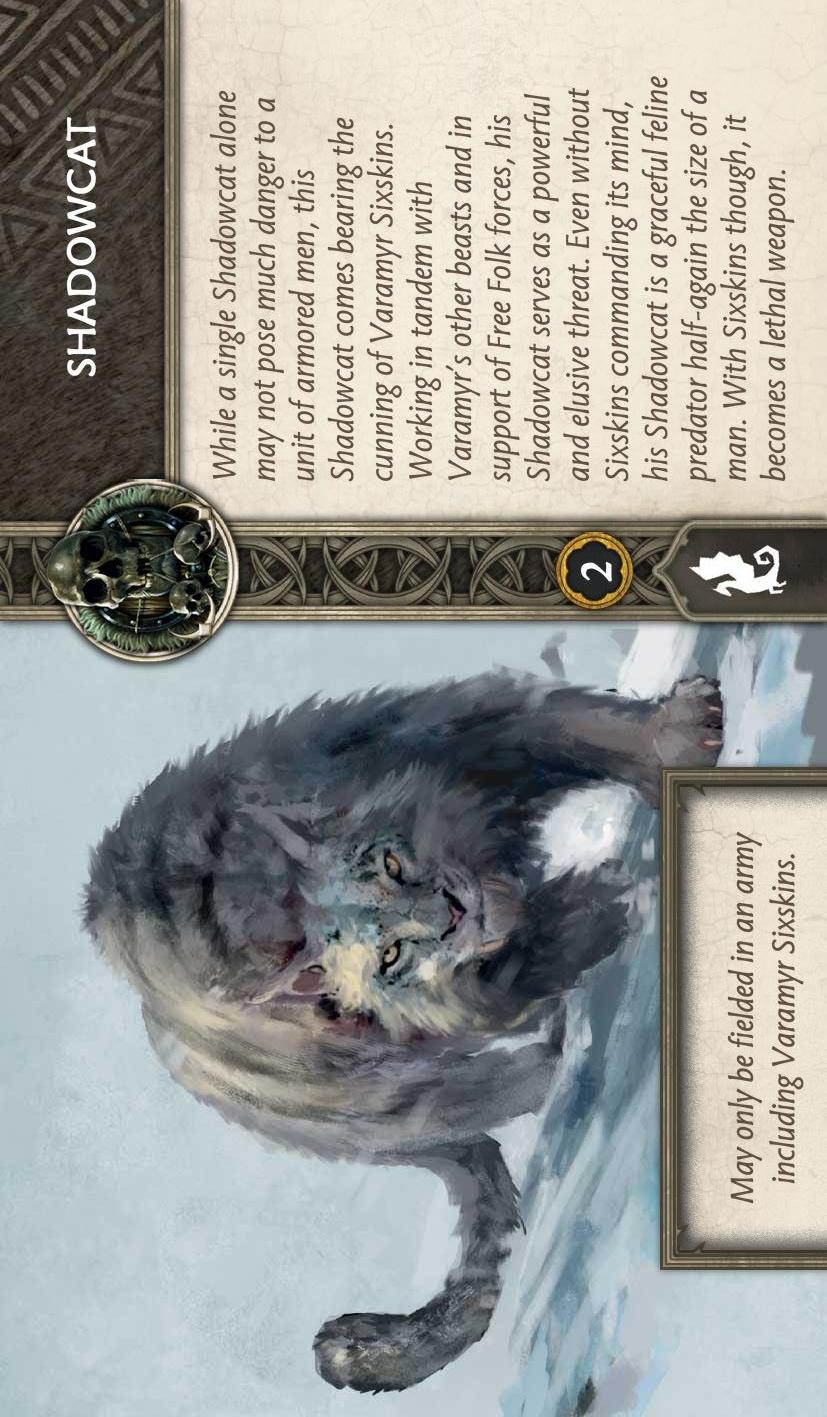 SHADOWCAT
While a single Shadowcat alone
may not pose much danger to a
unit of armored men, this
Shadowcat comes bearing the
cunning of Varamyr Sixskins.
Working in tandem with
Varamyr's other beasts and in
support of Free Folk forces, his
Shadowcat serves as a powerful
and elusive threat. Even without
Sixskins commanding its mind,
his Shadowcat is a graceful feline
predator half-again the size of a
man. With Sixskins though, it
becomes a lethal weapon.
2
May only be fielded in an army
including Varamyr Sixskins.